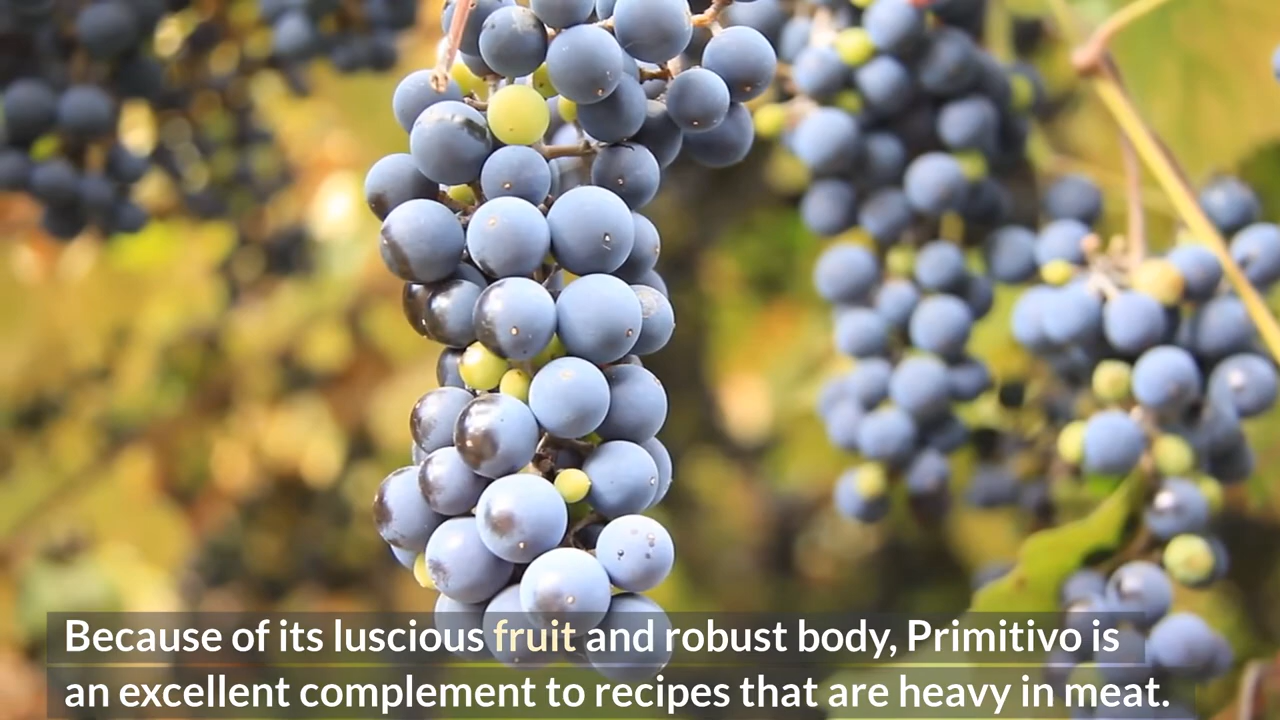 Because of its luscious fruit and robust body, Primitivo is
an excellent complement to recipes that are heavy in meat.